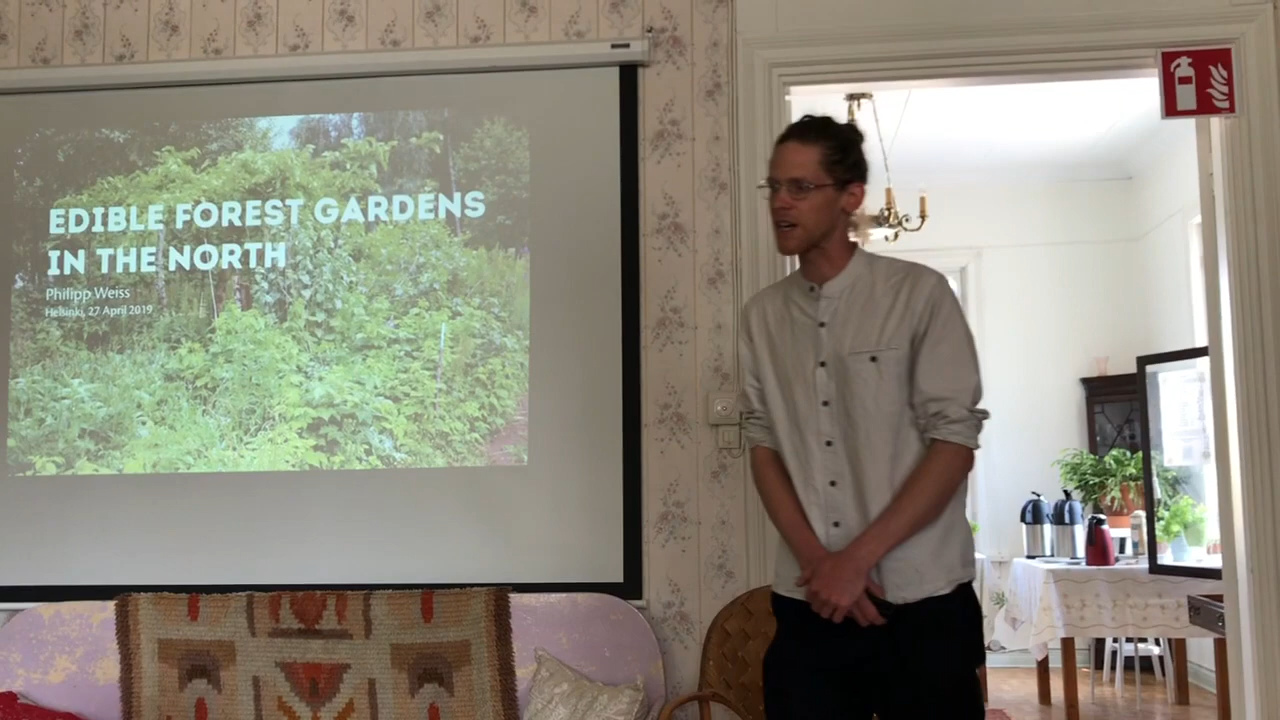 EDIBLE FOREST GARDENS
IN THE NORTH
Philipp Weiss
Helsinki, 27 April 2019